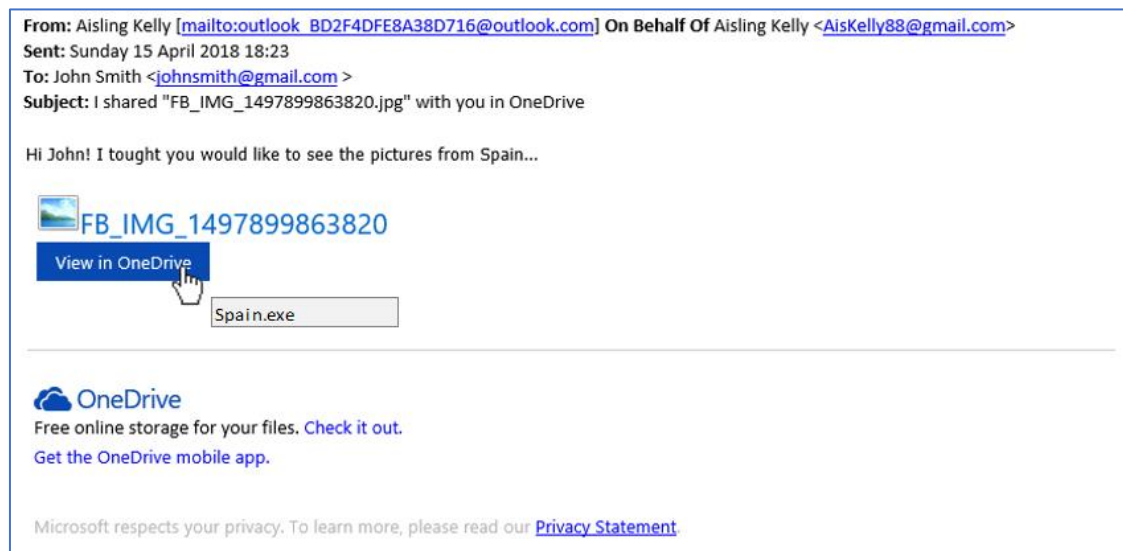 From: Aisling Kelly [mailto:outlook_BD2F4DFE8A38D716@outlook.com] On Behalf Of Aisling Kelly <AisKelly88@gmail.com>
Sent: Sunday 15 April 2018 18:23
To: John Smith <johnsmith@gmail.com >
Subject: I shared "FB_IMG_1497899863820.jpg" with you in OneDrive
Hi John! I tought you would like to see the pictures from Spain...
FB_IMG_1497899863820
View in OneDrive
Spain.exe
OneDrive
Free online storage for your files. Check it out.
Get the OneDrive mobile app.
Microsoft respects your privacy. To learn more, please read our Privacy Statement.